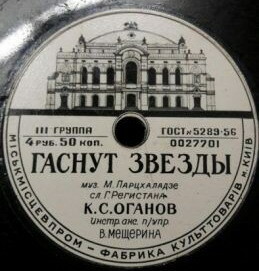 III ГРУППА
4 РУБ. 50 КОП.
ГОСТ № 5289-56
0027701
ГАСНУТ ЗВЕЗДЫ
МУЗ. М. ПАРЦХАЛАДЗЕ
СЛ. Г. РЕГИСТАНА
К.С. ОГАНОВ
Инстр. анс. п/упр.
В. МЕЩЕРИНА
МІСЬКМІСЦЕВПРОМ – ФАБРИКА КУЛЬТТОВАРІВ м. КИЇВ